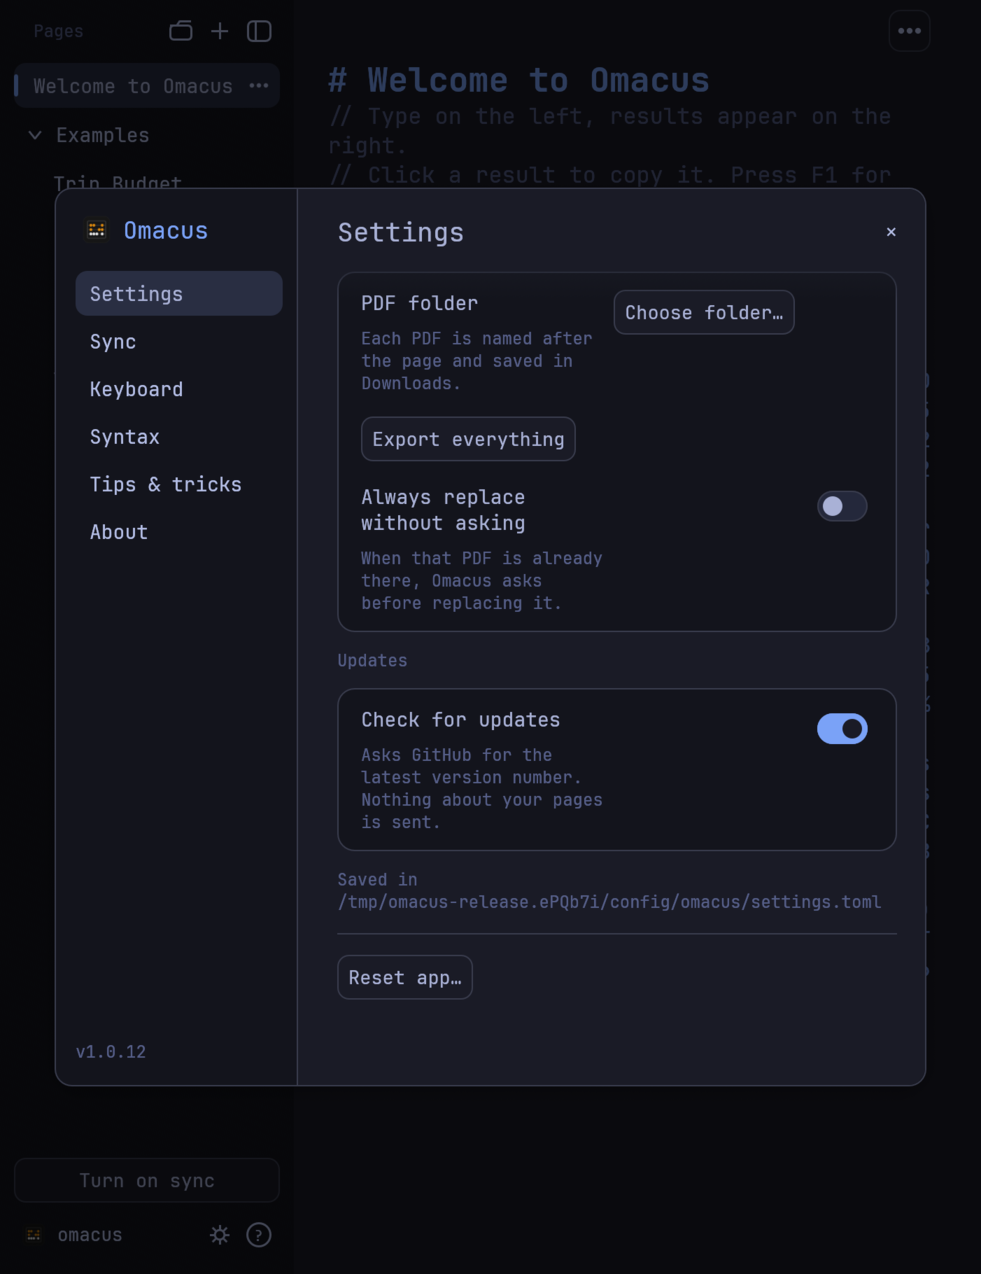 Pages
Welcome to Omacus
Examples
Trip Budget
# Welcome to Omacus
// Type on the left, results appear on the
right.
// Click a result to copy it. Press F1 for
Omacus
Settings
Sync
Keyboard
Syntax
Tips & tricks
About
v1.0.12
Settings
×
PDF folder
Choose folder…
Each PDF is named after
the page and saved in
Downloads.
Export everything
Always replace
without asking
When that PDF is already
there, Omacus asks
before replacing it.
Updates
Check for updates
Asks GitHub for the
latest version number.
Nothing about your pages
is sent.
Saved in
/tmp/omacus-release.ePQb7i/config/omacus/settings.toml
Reset app…
Turn on sync
omacus
?